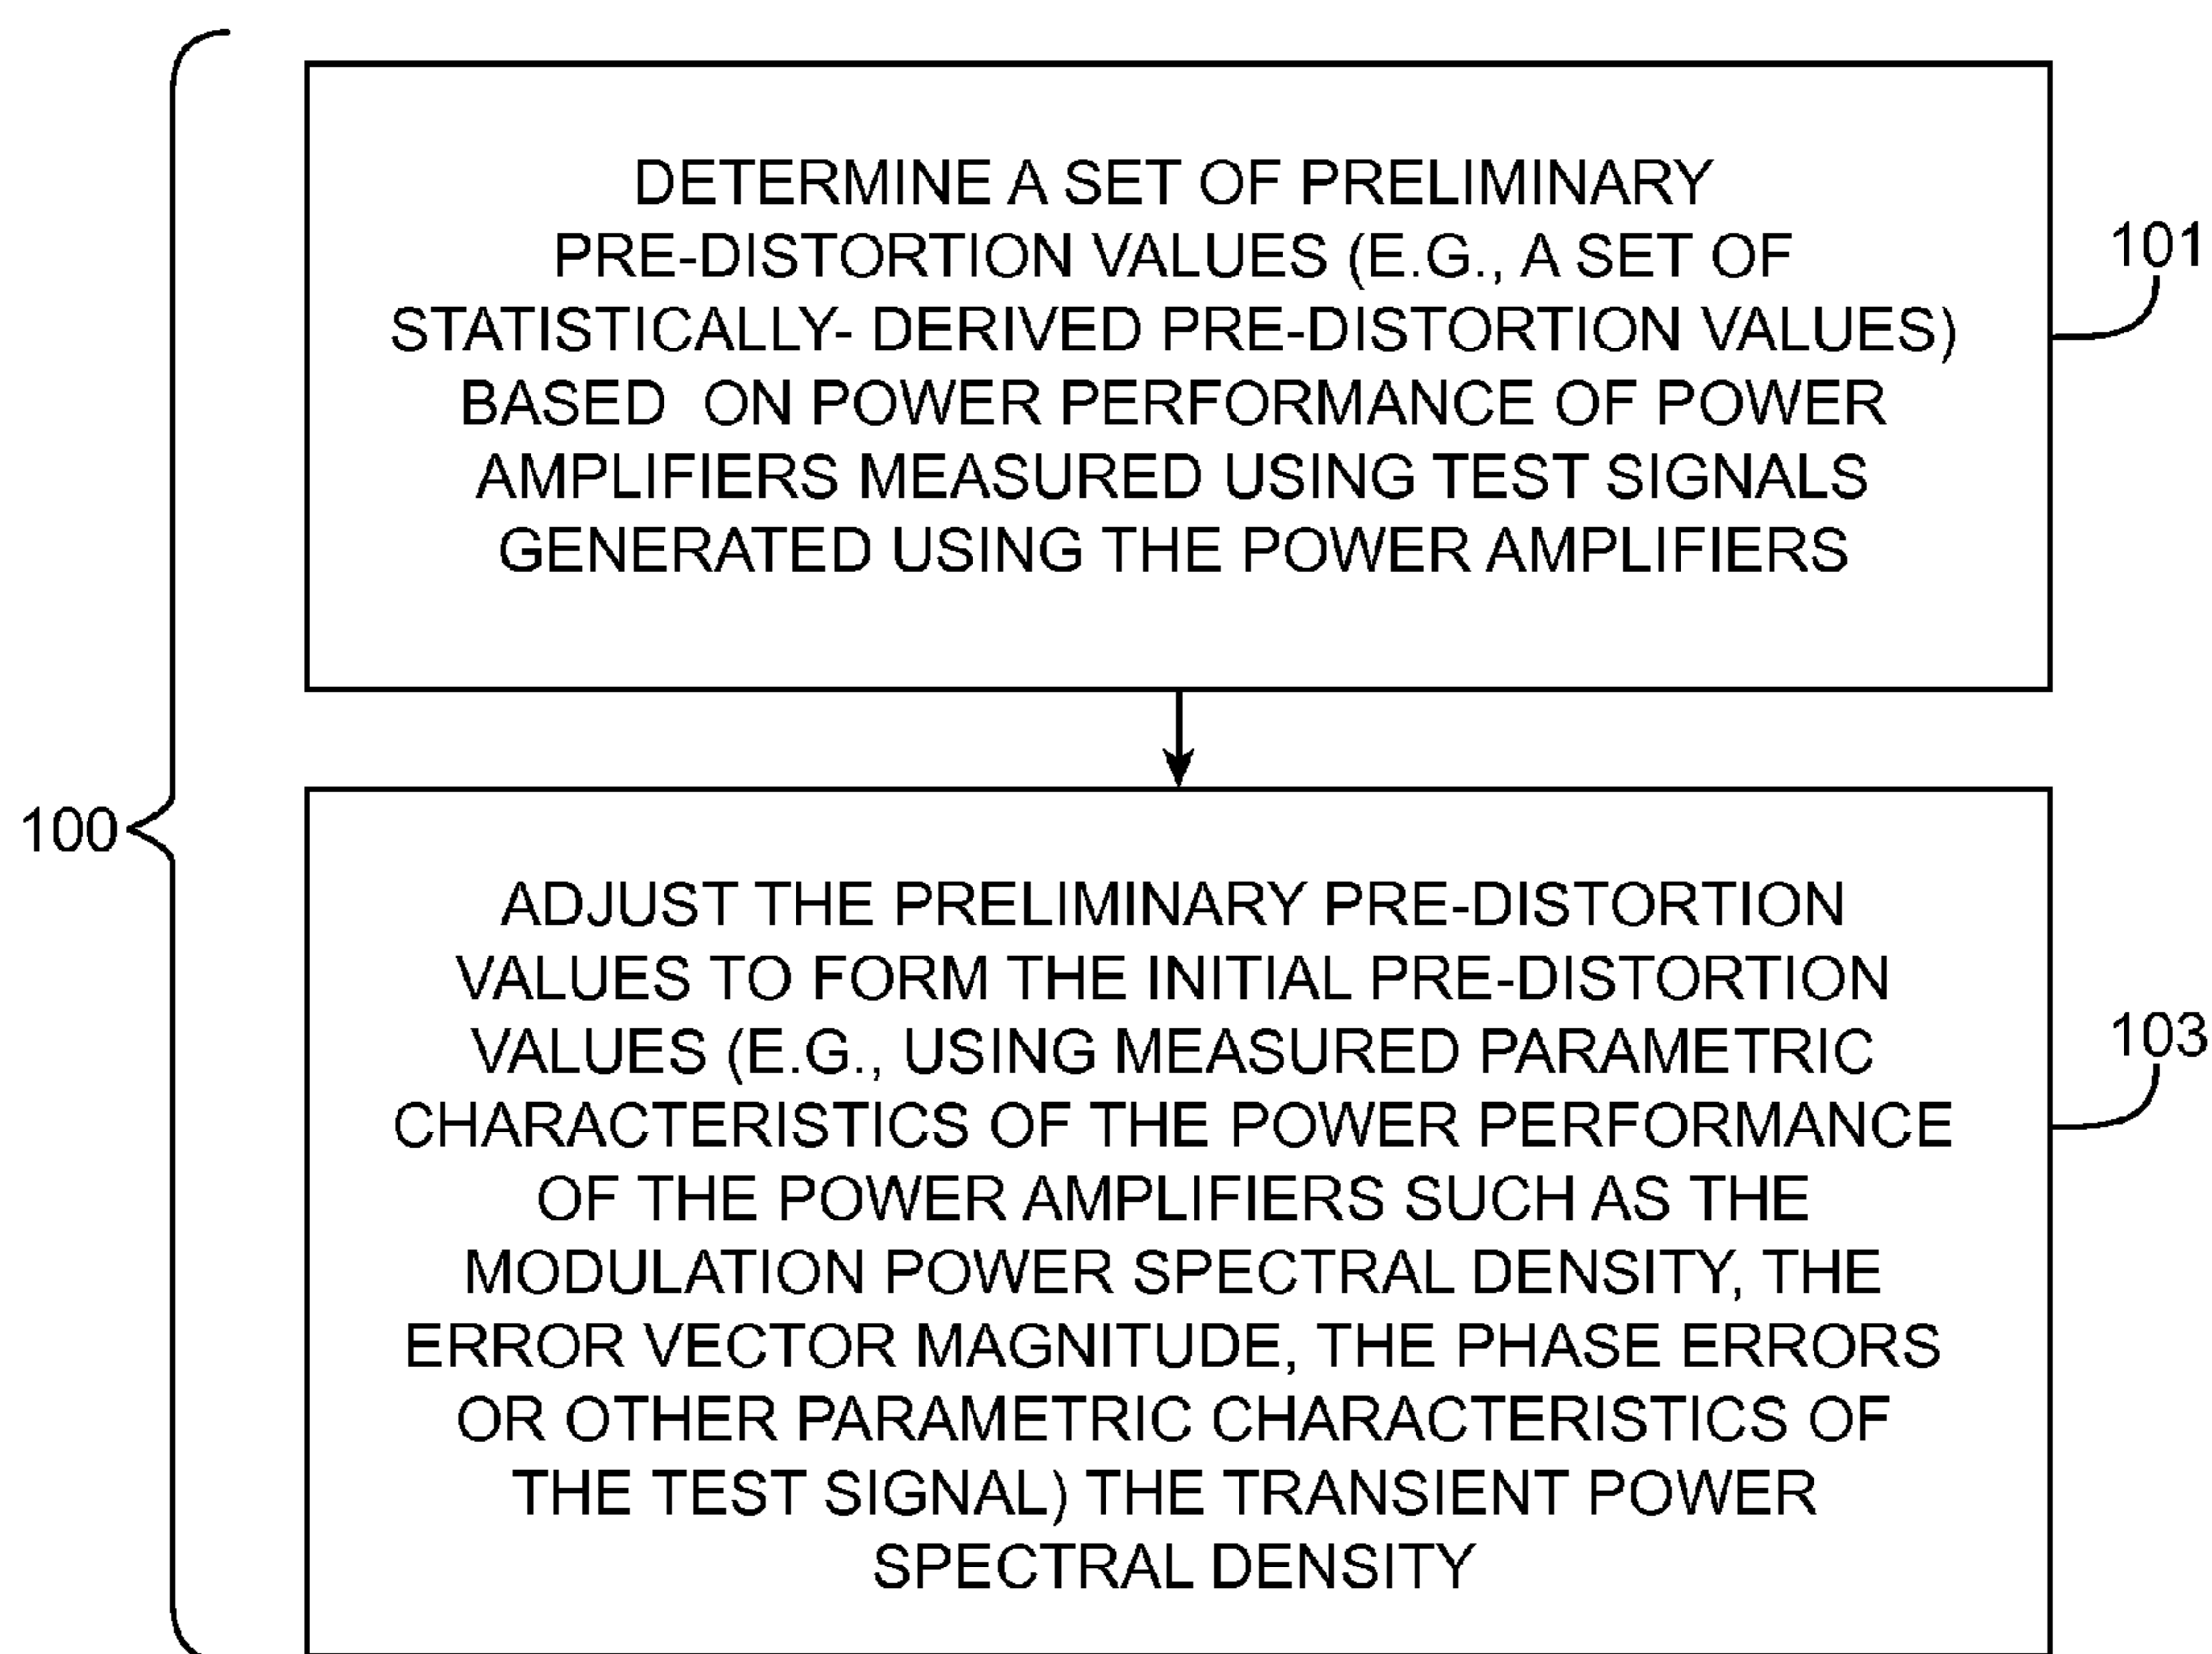 DETERMINE A SET OF PRELIMINARY
PRE-DISTORTION VALUES (E.G., A SET OF
STATISTICALLY- DERIVED PRE-DISTORTION VALUES)
BASED ON POWER PERFORMANCE OF POWER
AMPLIFIERS MEASURED USING TEST SIGNALS
GENERATED USING THE POWER AMPLIFIERS
101
100
ADJUST THE PRELIMINARY PRE-DISTORTION
VALUES TO FORM THE INITIAL PRE-DISTORTION
VALUES (E.G., USING MEASURED PARAMETRIC
CHARACTERISTICS OF THE POWER PERFORMANCE
OF THE POWER AMPLIFIERS SUCH AS THE
MODULATION POWER SPECTRAL DENSITY, THE
ERROR VECTOR MAGNITUDE, THE PHASE ERRORS
OR OTHER PARAMETRIC CHARACTERISTICS OF
THE TEST SIGNAL) THE TRANSIENT POWER
SPECTRAL DENSITY
103